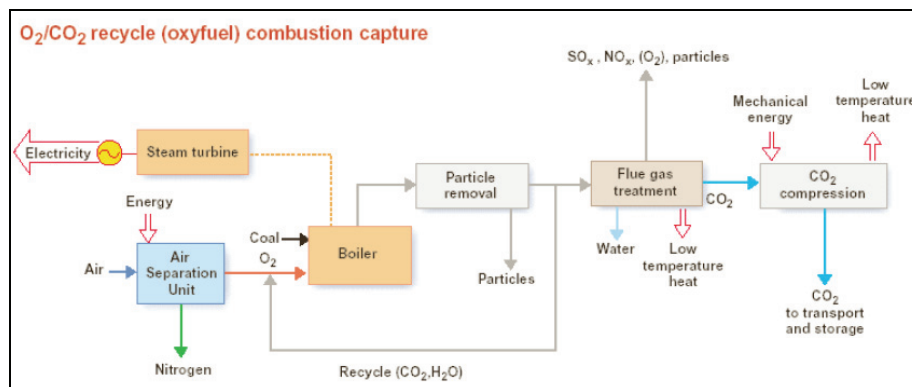 O₂/CO₂ recycle (oxyfuel) combustion capture
SOₓ , NOₓ, (O₂), particles
Mechanical
energy
Low
temperature
heat
Electricity
Steam turbine
Particle
removal
Flue gas
treatment
CO₂
CO₂
compression
Energy
Coal
O₂
Boiler
Air
Air
Separation
Unit
Water
Low
temperature
heat
Particles
CO₂
to transport
and storage
Nitrogen
Recycle (CO₂,H₂O)